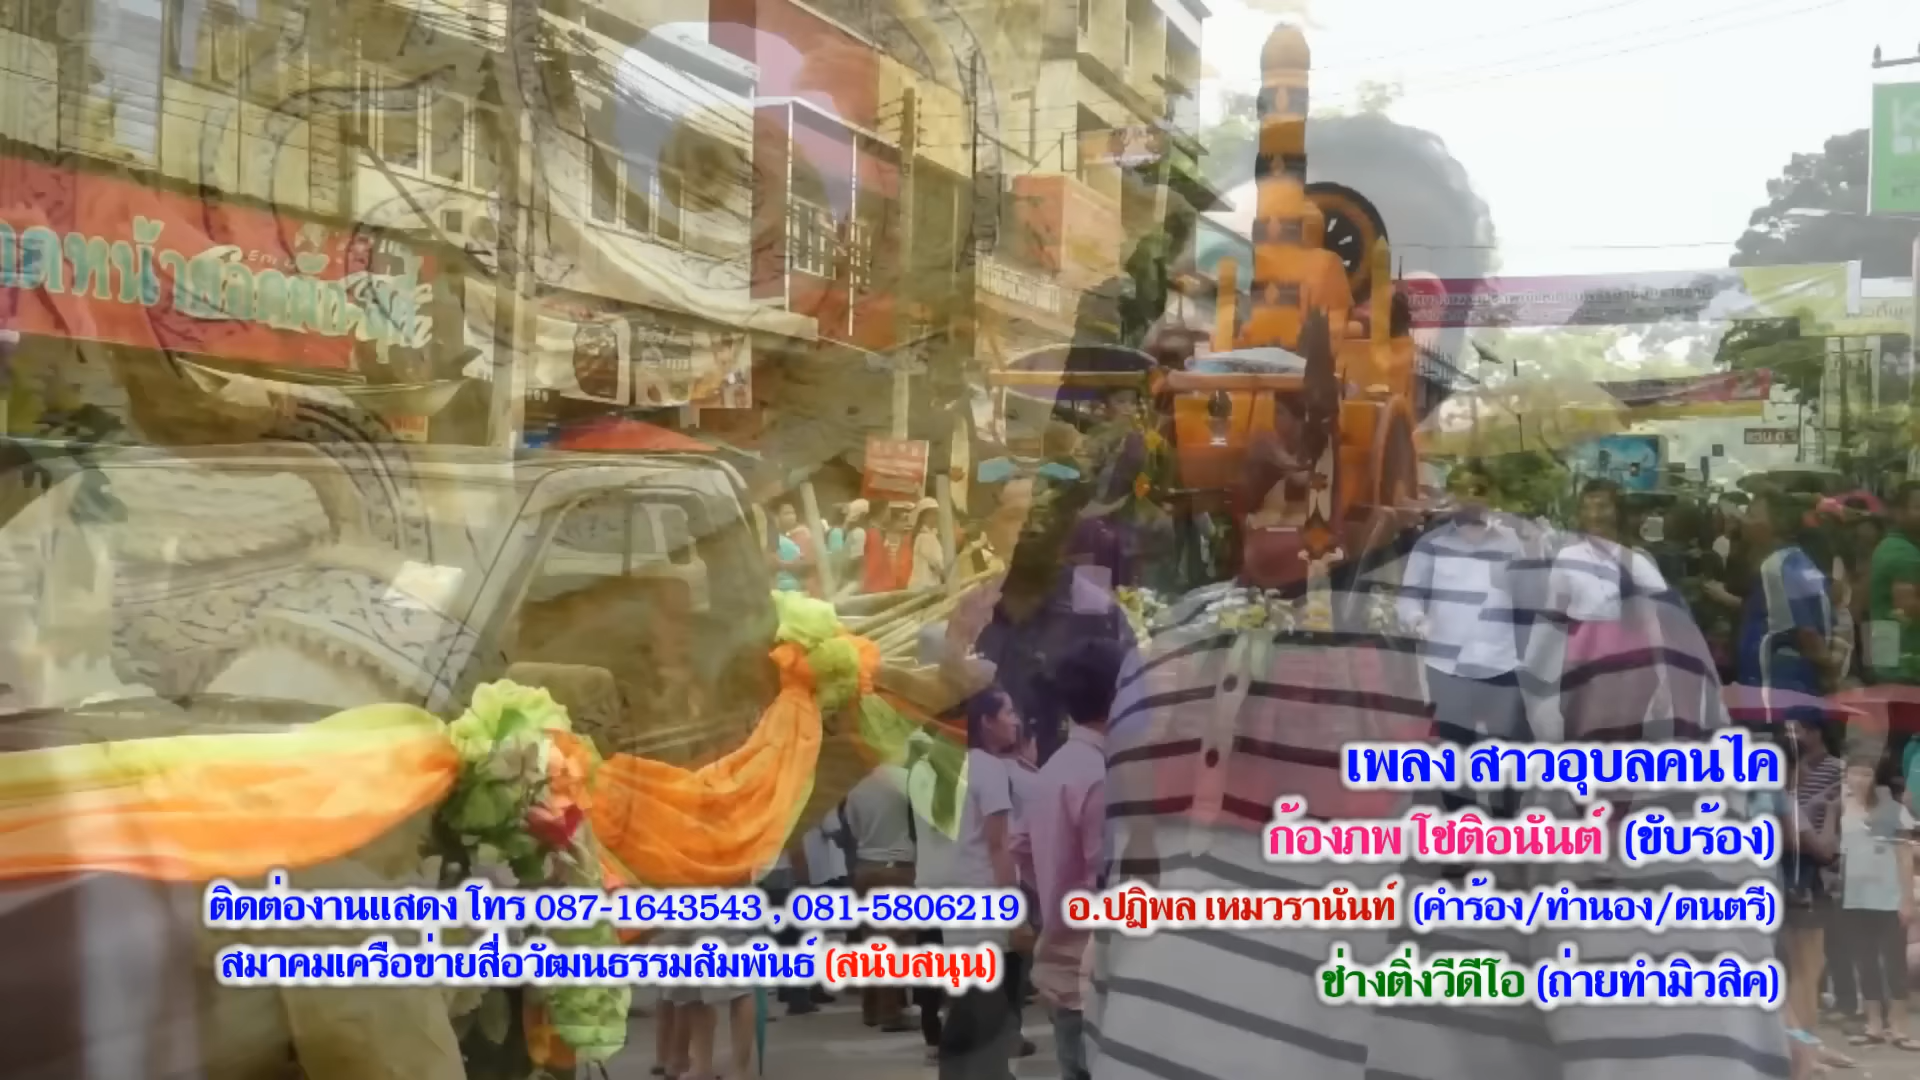 เพลง สาวอุบลคนไค
ก้องภพ โชติอนันต์ (ขับร้อง)
ติดต่องานแสดง โทร 087-1643543 , 081-5806219
อ.ปฏิพล เหมวรานันท์ (คำร้อง/ทำนอง/ดนตรี)
สมาคมเครือข่ายสื่อวัฒนธรรมสัมพันธ์ (สนับสนุน)
ช่างติ่งวีดีโอ (ถ่ายทำมิวสิค)